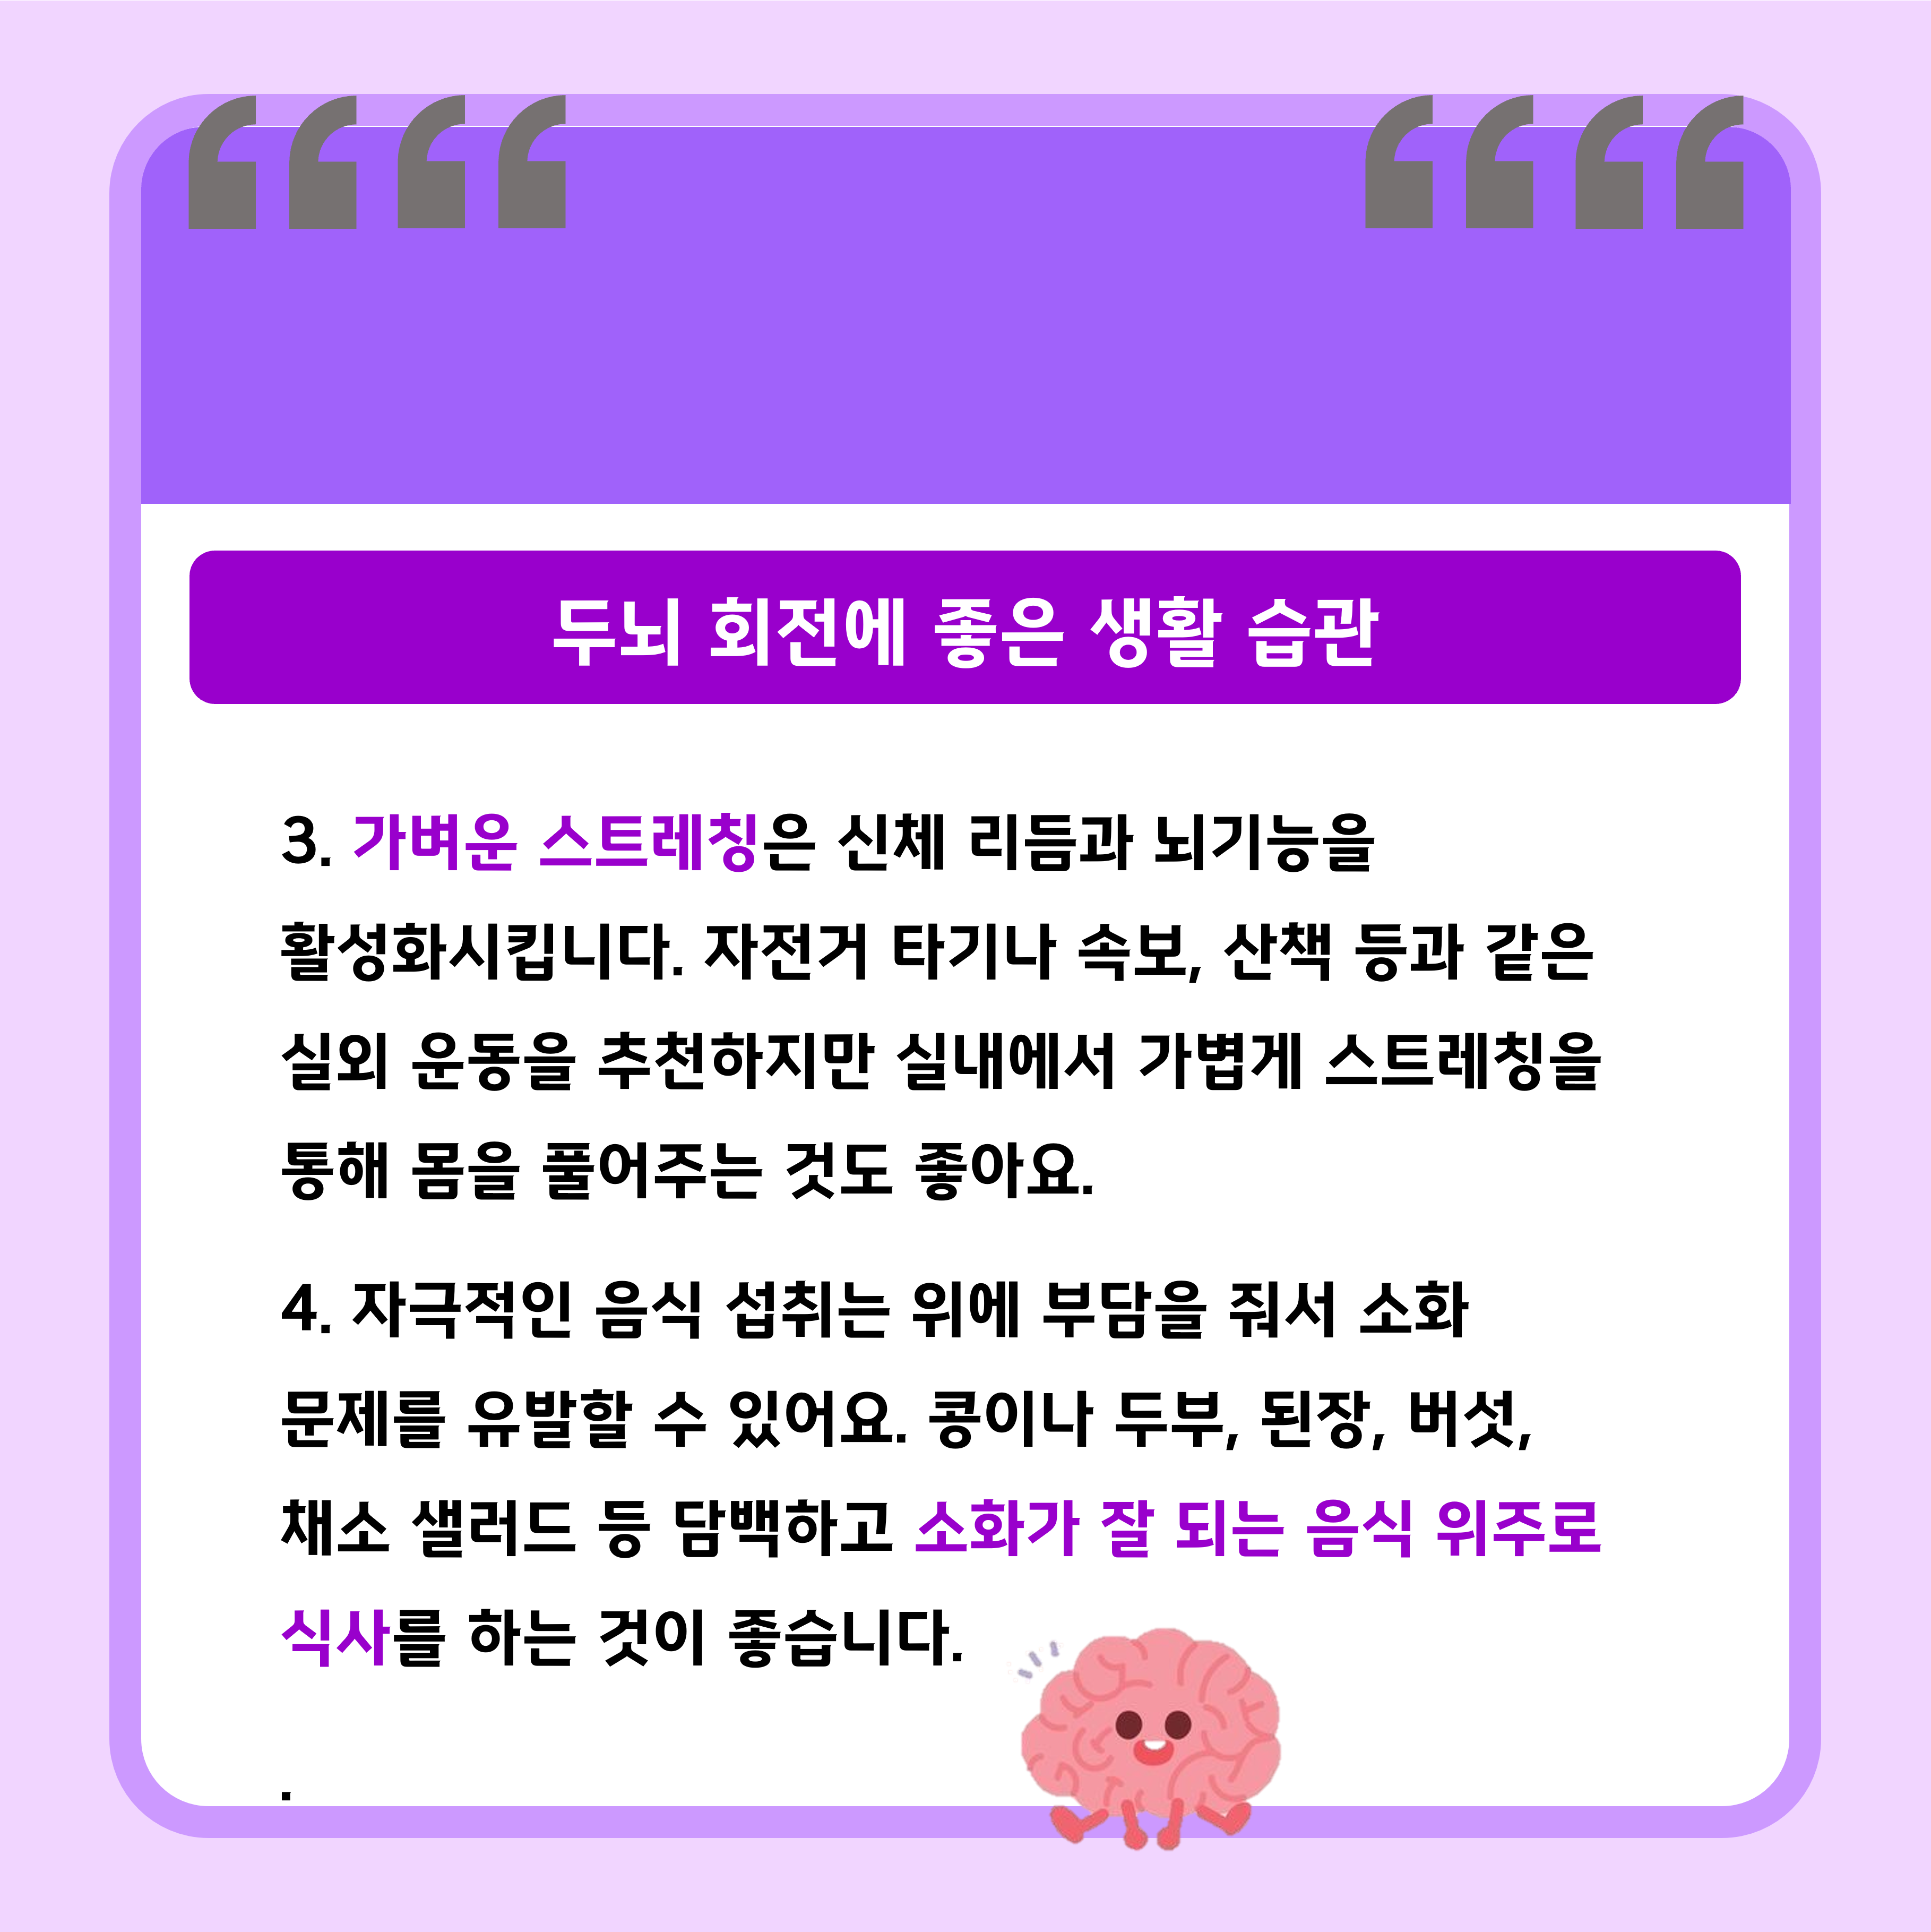 두뇌 회전에 좋은 생활 습관
3. 가벼운 스트레칭은 신체 리듬과 뇌기능을
활성화시킵니다. 자전거 타기나 속보, 산책 등과 같은
실외 운동을 추천하지만 실내에서 가볍게 스트레칭을
통해 몸을 풀어주는 것도 좋아요.
4. 자극적인 음식 섭취는 위에 부담을 줘서 소화
문제를 유발할 수 있어요. 콩이나 두부, 된장, 버섯,
채소 샐러드 등 담백하고 소화가 잘 되는 음식 위주로
식사를 하는 것이 좋습니다.
.